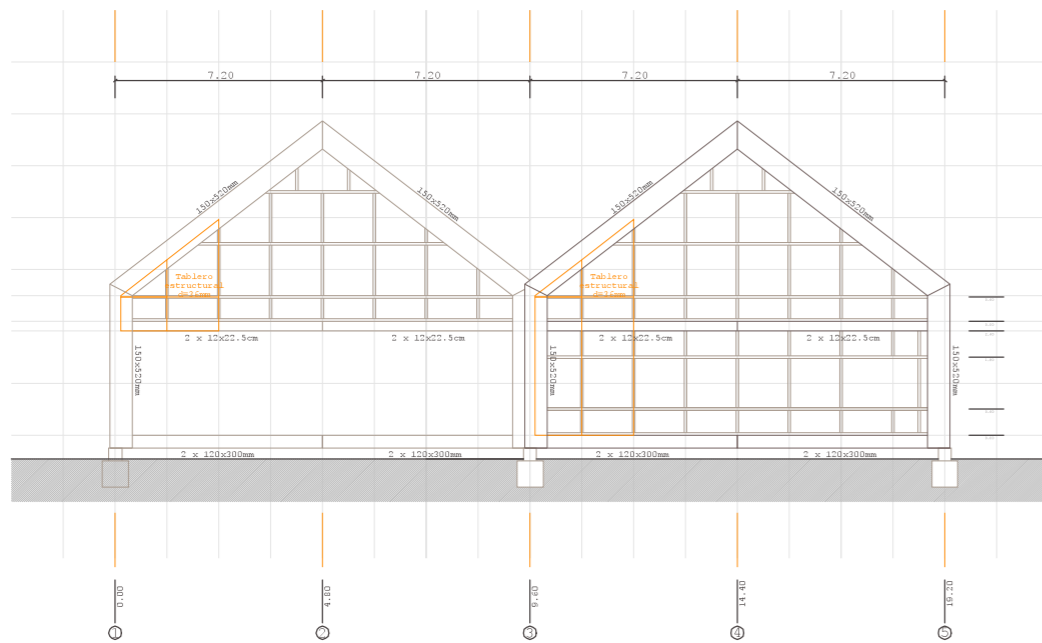 7.20 7.20 7.20 7.20
150x520mm 150x520mm 150x520mm 150x520mm
Tablero Tablero
estructural estructural
d=36mm d=36mm
2 x 12x22.5cm 2 x 12x22.5cm 2 x 12x22.5cm 2 x 12x22.5cm
150x520mm 150x520mm 150x520mm
2 x 120x300mm 2 x 120x300mm 2 x 120x300mm 2 x 120x300mm
0.00 4.80 9.60 14.40 19.20
1 2 3 4 5